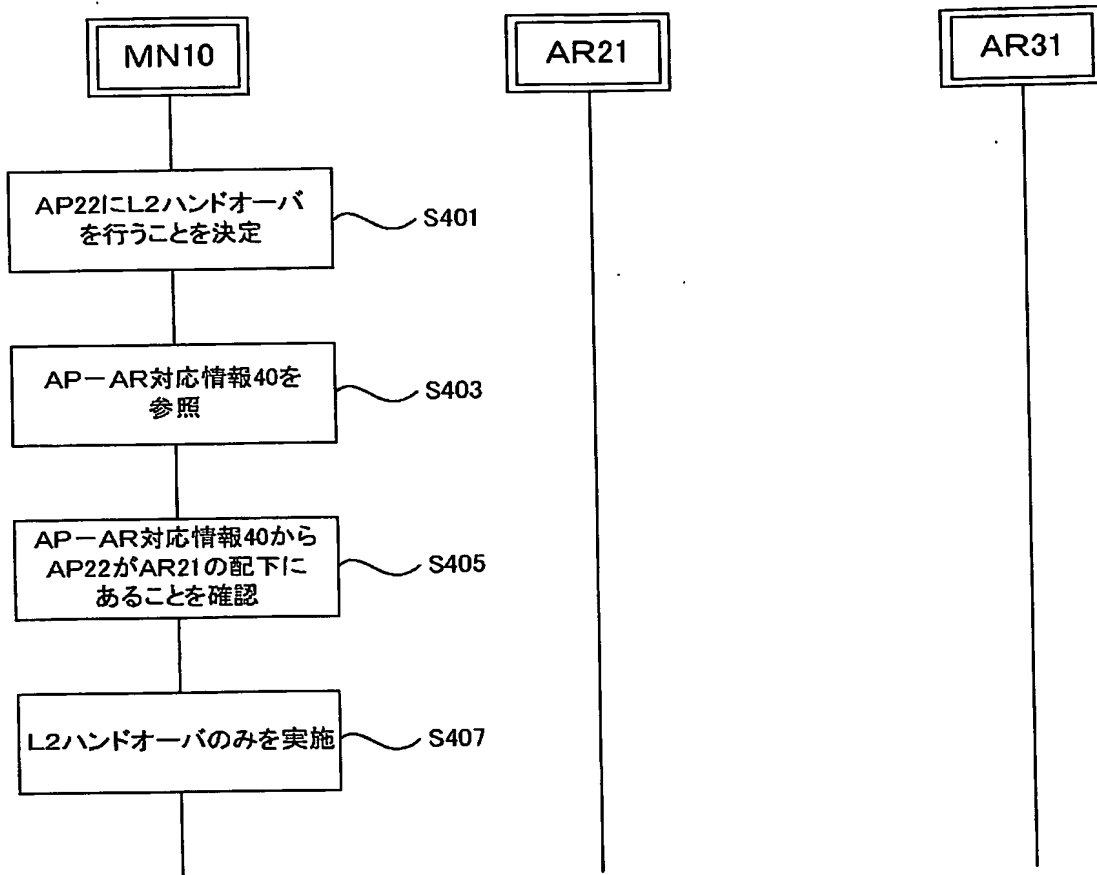 MN10
AR21
AR31
AP22にL2ハンドオーバ
を行うことを決定
S401
AP－AR対応情報40を
参照
S403
AP－AR対応情報40から
AP22がAR21の配下に
あることを確認
S405
L2ハンドオーバのみを実施
S407